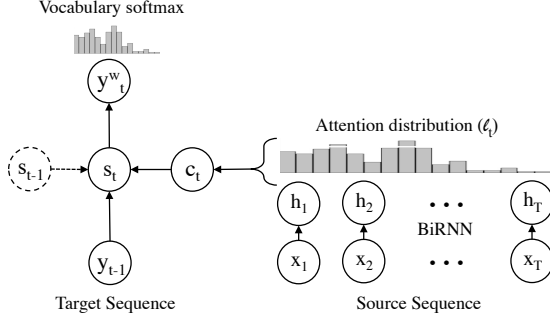 Vocabulary softmax
y^w_t
Attention distribution (ℓ_t)
s_{t-1}
s_t
c_t
h_1 h_2 • • • h_T
BiRNN
y_{t-1}
x_1 x_2 • • • x_T
Target Sequence
Source Sequence